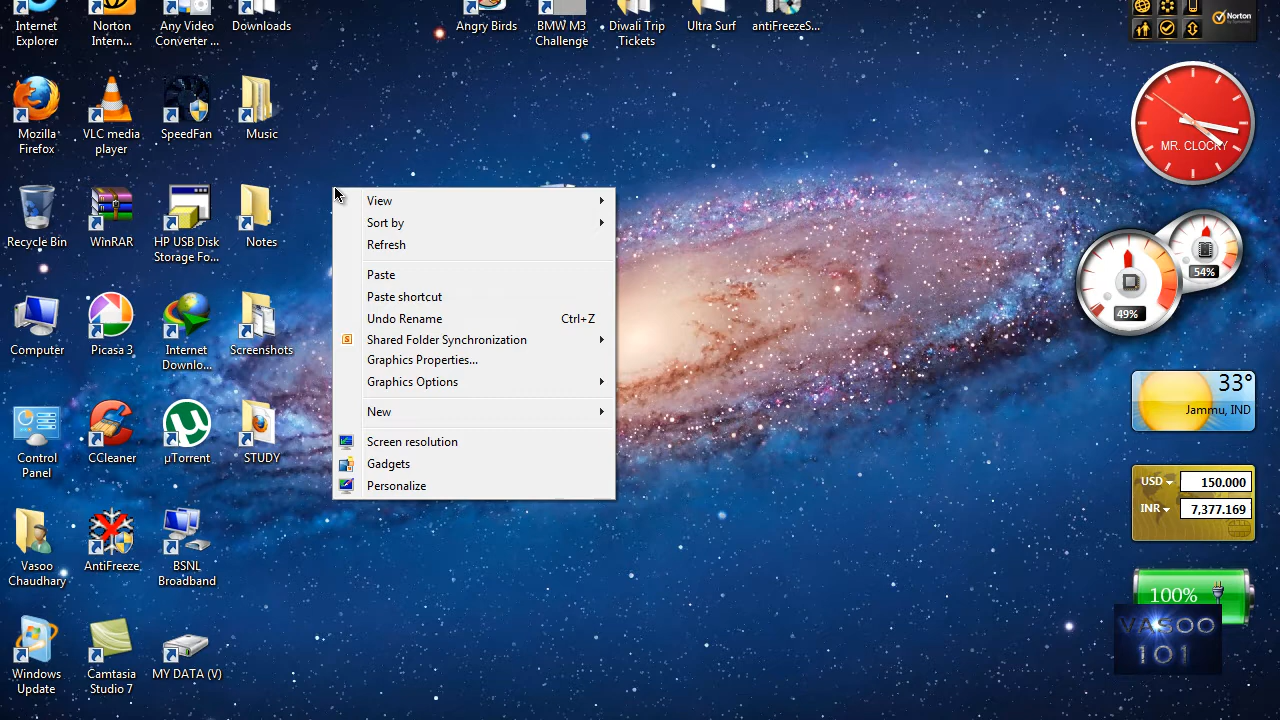 Internet
Explorer
Norton
Intern...
Any Video
Converter ...
Downloads
Angry Birds
BMW M3
Challenge
Diwali Trip
Tickets
Ultra Surf
antiFreezeS...
Norton
by Symantec
Mozilla
Firefox
VLC media
player
SpeedFan
Music
MR. CLOCKY
Recycle Bin
WinRAR
HP USB Disk
Storage Fo...
Notes
View
Sort by
Refresh
Paste
Paste shortcut
Undo Rename Ctrl+Z
Shared Folder Synchronization
Graphics Properties...
Graphics Options
New
Screen resolution
Gadgets
Personalize
54%
49%
Computer
Picasa 3
Internet
Downlo...
Screenshots
33°
Jammu, IND
Control
Panel
CCleaner
µTorrent
STUDY
USD 150.000
INR 7,377.169
Vasoo
Chaudhary
AntiFreeze
BSNL
Broadband
100%
VASOO
101
Windows
Update
Camtasia
Studio 7
MY DATA (V)